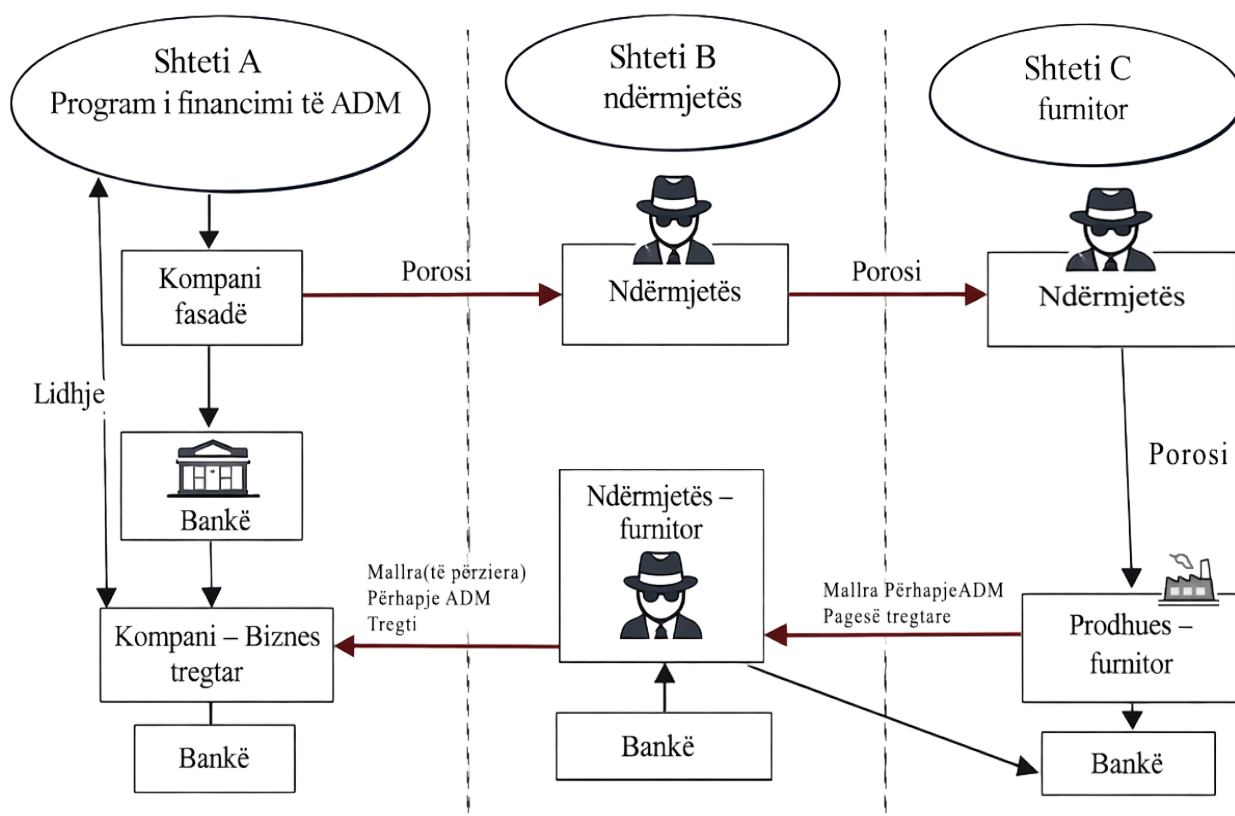 Shteti A
Program i financimi të ADM
Shteti B
ndërmjetës
Shteti C
furnitor
Kompani
fasadë
Porosi
Ndërmjetës
Porosi
Ndërmjetës
Lidhje
Bankë
Ndërmjetës –
furnitor
Porosi
Mallra(të përziera)
Përhapje ADM
Tregti
Mallra PërhapjeADM
Pagesë tregtare
Kompani – Biznes
tregtar
Prodhues –
furnitor
Bankë
Bankë
Bankë